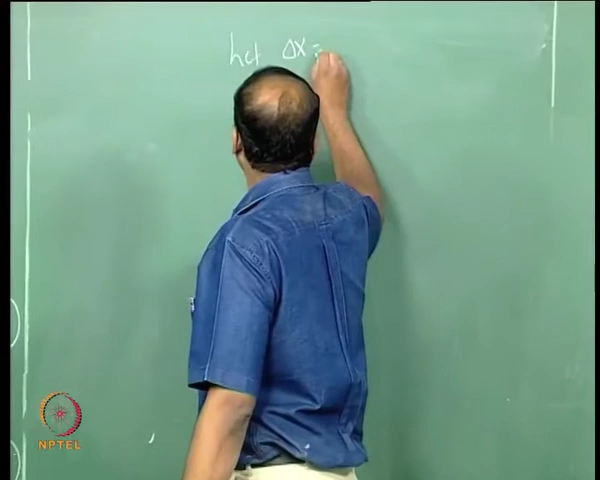 Let ΔX =
NPTEL